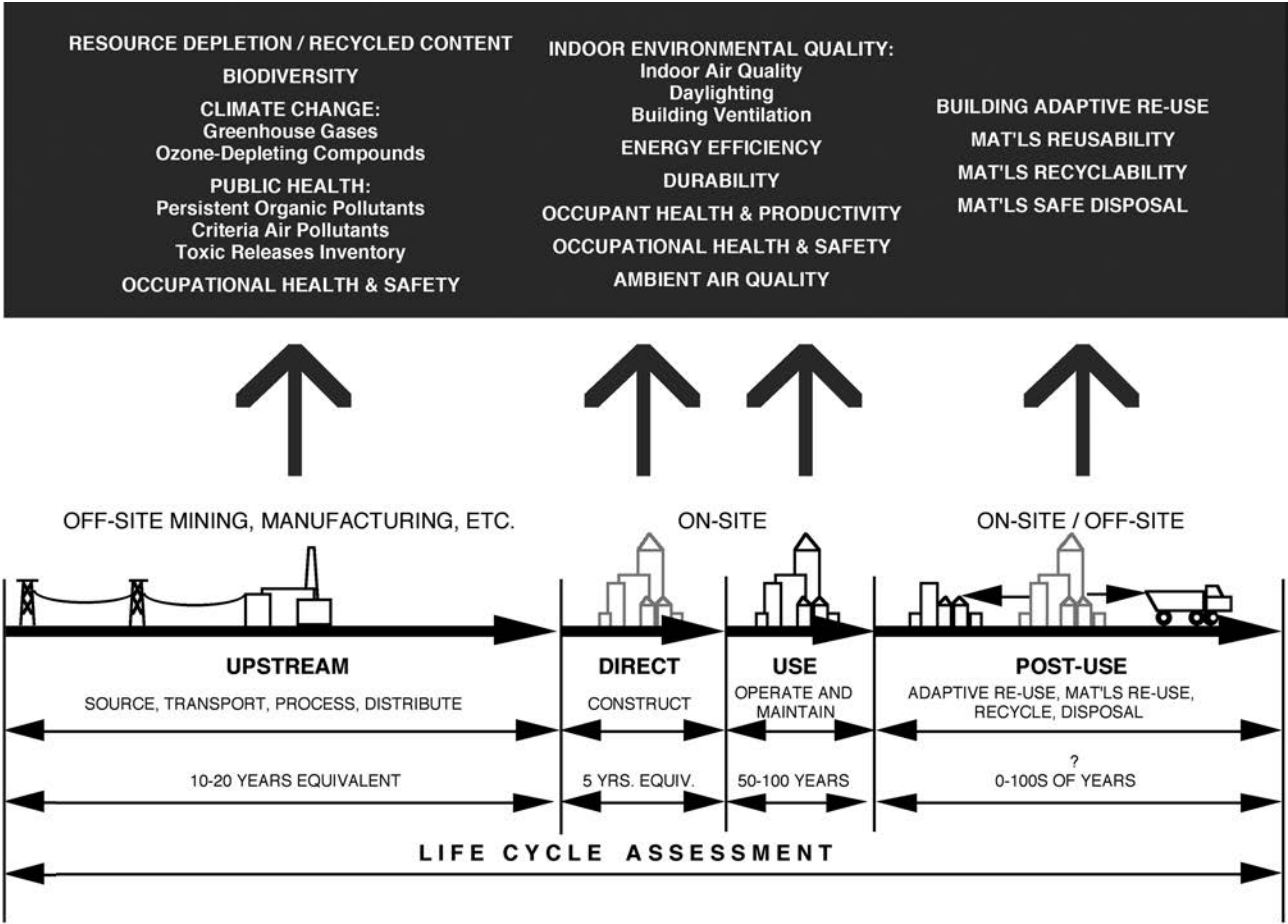 RESOURCE DEPLETION / RECYCLED CONTENT
BIODIVERSITY
CLIMATE CHANGE:
Greenhouse Gases
Ozone-Depleting Compounds
PUBLIC HEALTH:
Persistent Organic Pollutants
Criteria Air Pollutants
Toxic Releases Inventory
OCCUPATIONAL HEALTH & SAFETY
INDOOR ENVIRONMENTAL QUALITY:
Indoor Air Quality
Daylighting
Building Ventilation
ENERGY EFFICIENCY
DURABILITY
OCCUPANT HEALTH & PRODUCTIVITY
OCCUPATIONAL HEALTH & SAFETY
AMBIENT AIR QUALITY
BUILDING ADAPTIVE RE-USE
MAT'LS REUSABILITY
MAT'LS RECYCLABILITY
MAT'LS SAFE DISPOSAL
OFF-SITE MINING, MANUFACTURING, ETC.
ON-SITE
ON-SITE / OFF-SITE
UPSTREAM
SOURCE, TRANSPORT, PROCESS, DISTRIBUTE
10-20 YEARS EQUIVALENT
DIRECT
CONSTRUCT
5 YRS. EQUIV.
USE
OPERATE AND
MAINTAIN
50-100 YEARS
POST-USE
ADAPTIVE RE-USE, MAT'LS RE-USE,
RECYCLE, DISPOSAL
?
0-100S OF YEARS
LIFE CYCLE ASSESSMENT